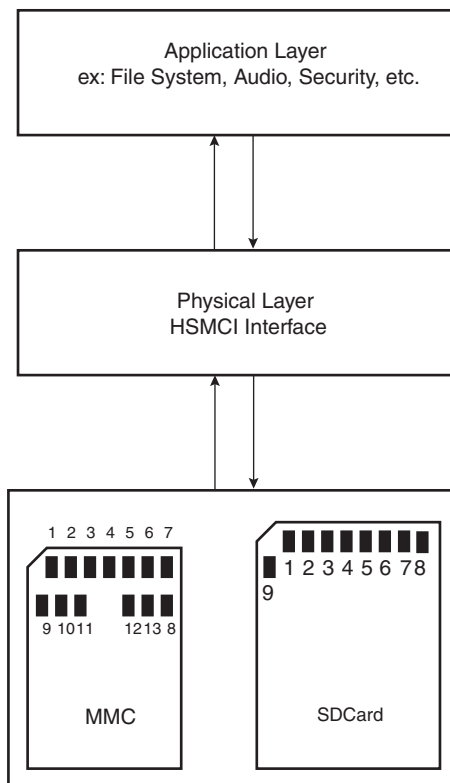 Application Layer
ex: File System, Audio, Security, etc.
Physical Layer
HSMCI Interface
1 2 3 4 5 6 7
9 10 11 12 13 8
MMC
1 2 3 4 5 6 7 8
9
SDCard